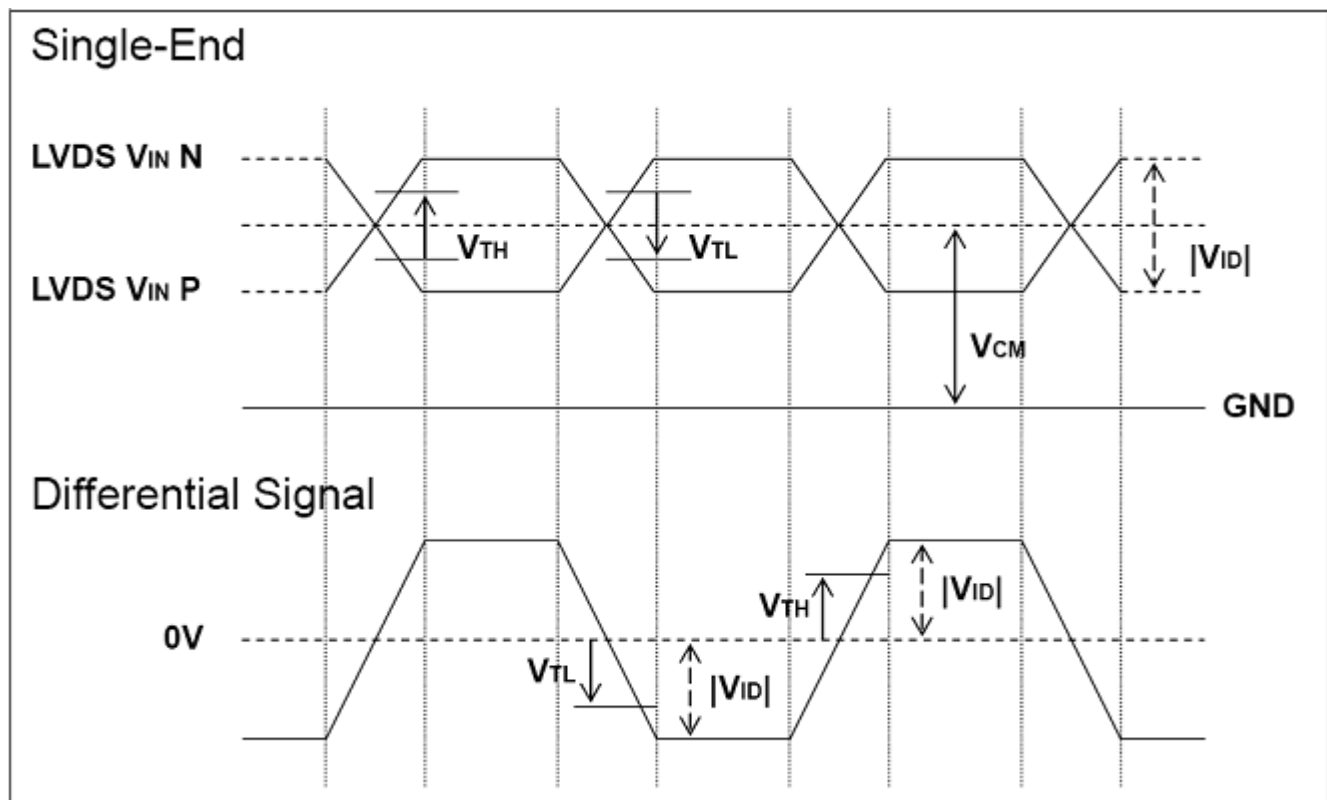 Single-End
LVDS VIN N
VTH
VTL
|VID|
LVDS VIN P
VCM
GND
Differential Signal
VTH
|VID|
0V
VTL
|VID|